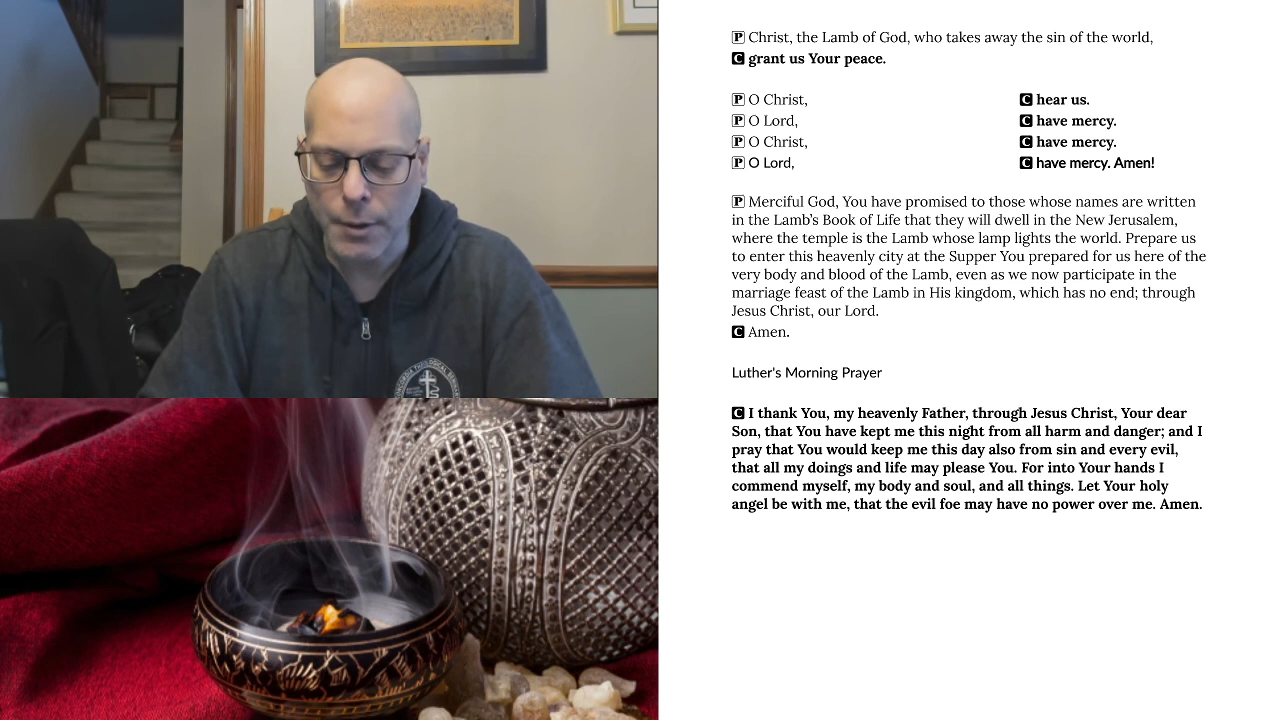 P Christ, the Lamb of God, who takes away the sin of the world,
C grant us Your peace.
P O Christ, C hear us.
P O Lord, C have mercy.
P O Christ, C have mercy.
P O Lord, C have mercy. Amen!
P Merciful God, You have promised to those whose names are written
in the Lamb's Book of Life that they will dwell in the New Jerusalem,
where the temple is the Lamb whose lamp lights the world. Prepare us
to enter this heavenly city at the Supper You prepared for us here of the
very body and blood of the Lamb, even as we now participate in the
marriage feast of the Lamb in His kingdom, which has no end; through
Jesus Christ, our Lord.
C Amen.
Luther's Morning Prayer
C I thank You, my heavenly Father, through Jesus Christ, Your dear
Son, that You have kept me this night from all harm and danger; and I
pray that You would keep me this day also from sin and every evil,
that all my doings and life may please You. For into Your hands I
commend myself, my body and soul, and all things. Let Your holy
angel be with me, that the evil foe may have no power over me. Amen.
CONCORDIA THEOLOGICAL SEMINARY